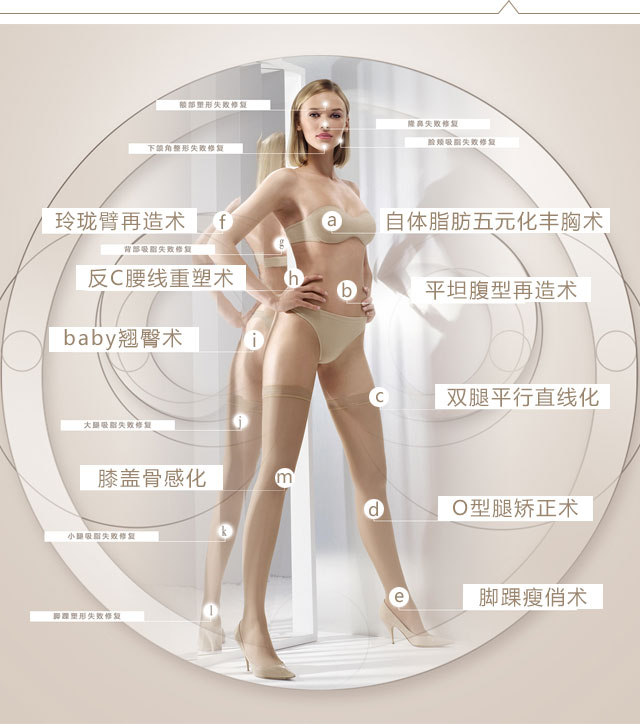 额部塑形失败修复
隆鼻失败修复
脸颊吸脂失败修复
下颌角整形失败修复
玲珑臂再造术
f
a
自体脂肪五元化丰胸术
背部吸脂失败修复
g
反C腰线重塑术
h
b
平坦腹型再造术
baby翘臀术
i
c
双腿平行直线化
大腿吸脂失败修复
j
膝盖骨感化
m
d
O型腿矫正术
小腿吸脂失败修复
k
e
脚踝瘦俏术
脚踝塑形失败修复
l